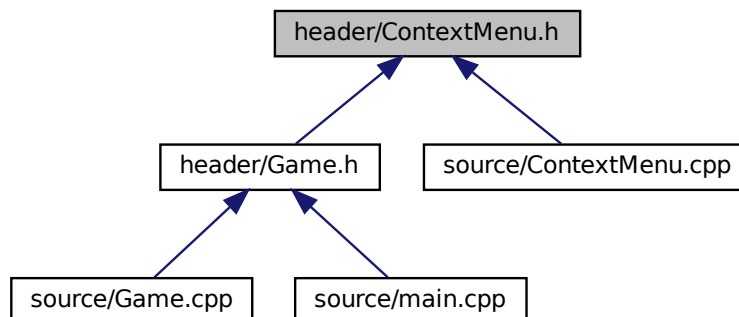 header/ContextMenu.h
header/Game.h
source/ContextMenu.cpp
source/Game.cpp
source/main.cpp